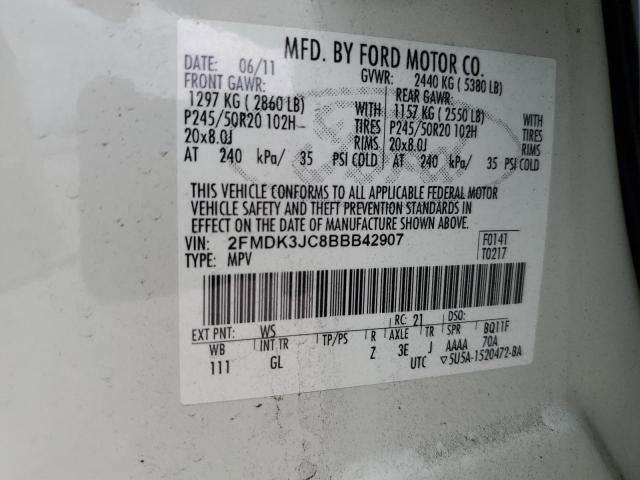 MFD. BY FORD MOTOR CO.
DATE: 06/11 GVWR: 2440 KG ( 5380 LB)
FRONT GAWR: REAR GAWR:
1297 KG ( 2860 LB) WITH 1157 KG ( 2550 LB) WITH
P245/50R20 102H TIRES P245/50R20 102H TIRES
20x8.0J RIMS 20x8.0J RIMS
AT 240 kPa/ 35 PSI COLD AT 240 kPa/ 35 PSI COLD
Ford
THIS VEHICLE CONFORMS TO ALL APPLICABLE FEDERAL MOTOR
VEHICLE SAFETY AND THEFT PREVENTION STANDARDS IN
EFFECT ON THE DATE OF MANUFACTURE SHOWN ABOVE.
VIN: 2FMDK3JC8BBB42907 F0141
TYPE: MPV T0217
EXT PNT: WS RC: 21 DSO:
WB INT TR TP/PS R AXLE TR SPR BQ11F
111 GL Z 3E J AAAA 70A
UTC ▽5U5A-1520472-BA